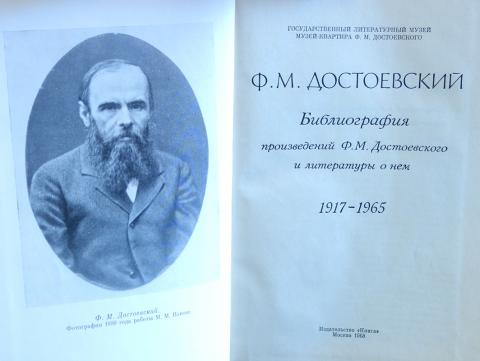 Ф. М. Достоевский.
Фотография 1880 года работы М. М. Панова.
ГОСУДАРСТВЕННЫЙ ЛИТЕРАТУРНЫЙ МУЗЕЙ
МУЗЕЙ-КВАРТИРА Ф. М. ДОСТОЕВСКОГО
Ф.М. ДОСТОЕВСКИЙ
Библиография
произведений Ф.М. Достоевского
и литературы о нем
1917-1965
Издательство «Книга»
Москва 1968